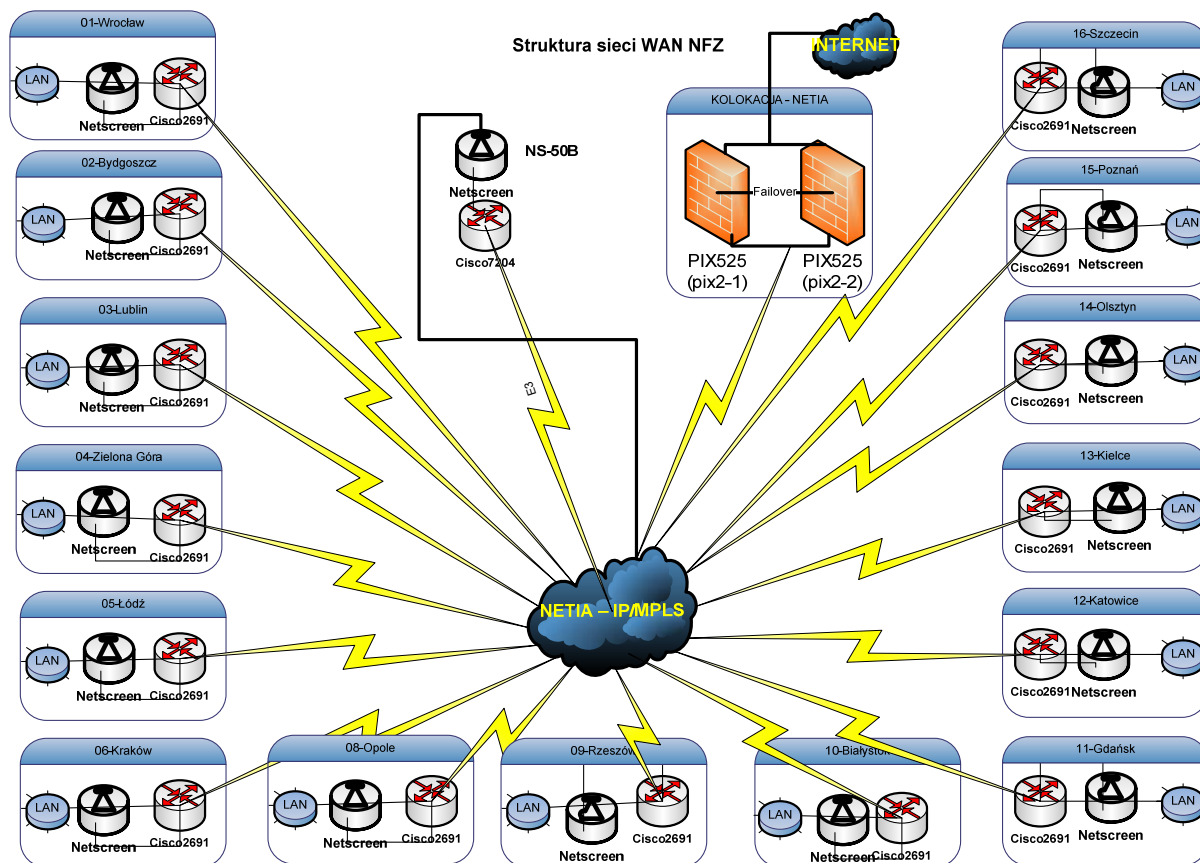 Struktura sieci WAN NFZ
INTERNET
KOLOKACJA - NETIA
Failover
PIX525
(pix2-1)
PIX525
(pix2-2)
NS-50B
Netscreen
Cisco7204
E3
NETIA – IP/MPLS
01-Wrocław
LAN
Netscreen
Cisco2691
02-Bydgoszcz
LAN
Netscreen
Cisco2691
03-Lublin
LAN
Netscreen
Cisco2691
04-Zielona Góra
LAN
Netscreen
Cisco2691
05-Łódź
LAN
Netscreen
Cisco2691
06-Kraków
LAN
Netscreen
Cisco2691
08-Opole
LAN
Netscreen
Cisco2691
09-Rzeszów
LAN
Netscreen
Cisco2691
10-Białystok
LAN
Netscreen
Cisco2691
11-Gdańsk
LAN
Cisco2691
Netscreen
12-Katowice
LAN
Cisco2691
Netscreen
13-Kielce
LAN
Cisco2691
Netscreen
14-Olsztyn
LAN
Cisco2691
Netscreen
15-Poznań
LAN
Cisco2691
Netscreen
16-Szczecin
LAN
Cisco2691
Netscreen